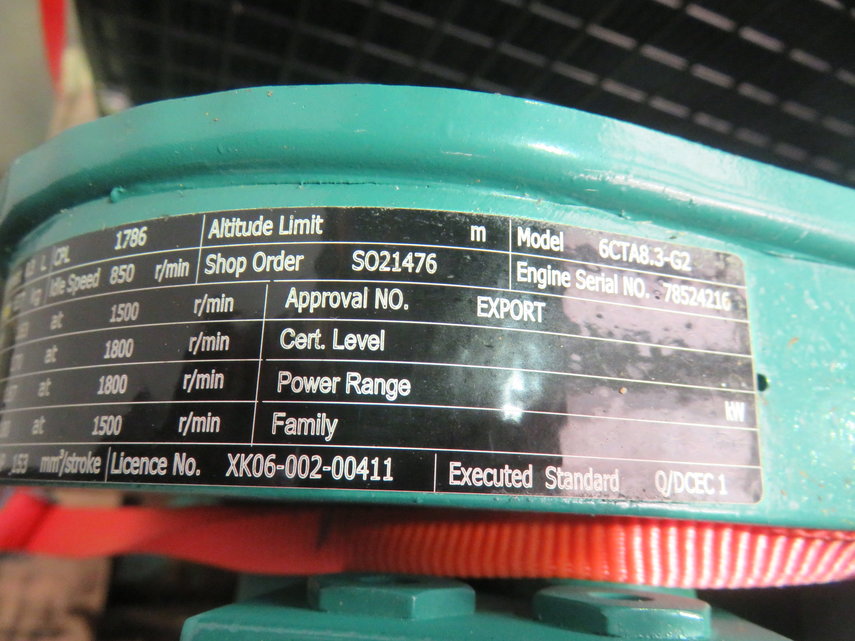 L CPL 1786 Altitude Limit m Model 6CTA8.3-G2
kg Idle Speed 850 r/min Shop Order SO21476 Engine Serial NO. 78524216
at 1500 r/min Approval NO. EXPORT
at 1800 r/min Cert. Level
at 1800 r/min Power Range kW
at 1500 r/min Family
153 mm³/stroke Licence No. XK06-002-00411 Executed Standard Q/DCEC 1